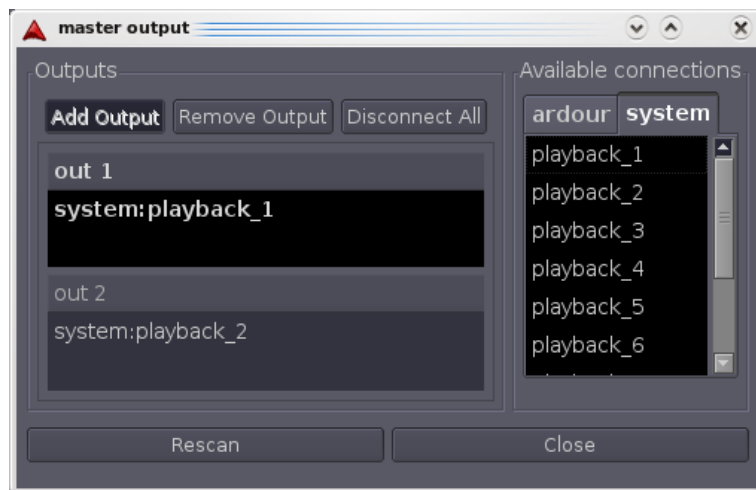 master output
Outputs
Add Output
Remove Output
Disconnect All
out 1
system:playback_1
out 2
system:playback_2
Available connections
ardour
system
playback_1
playback_2
playback_3
playback_4
playback_5
playback_6
Rescan
Close